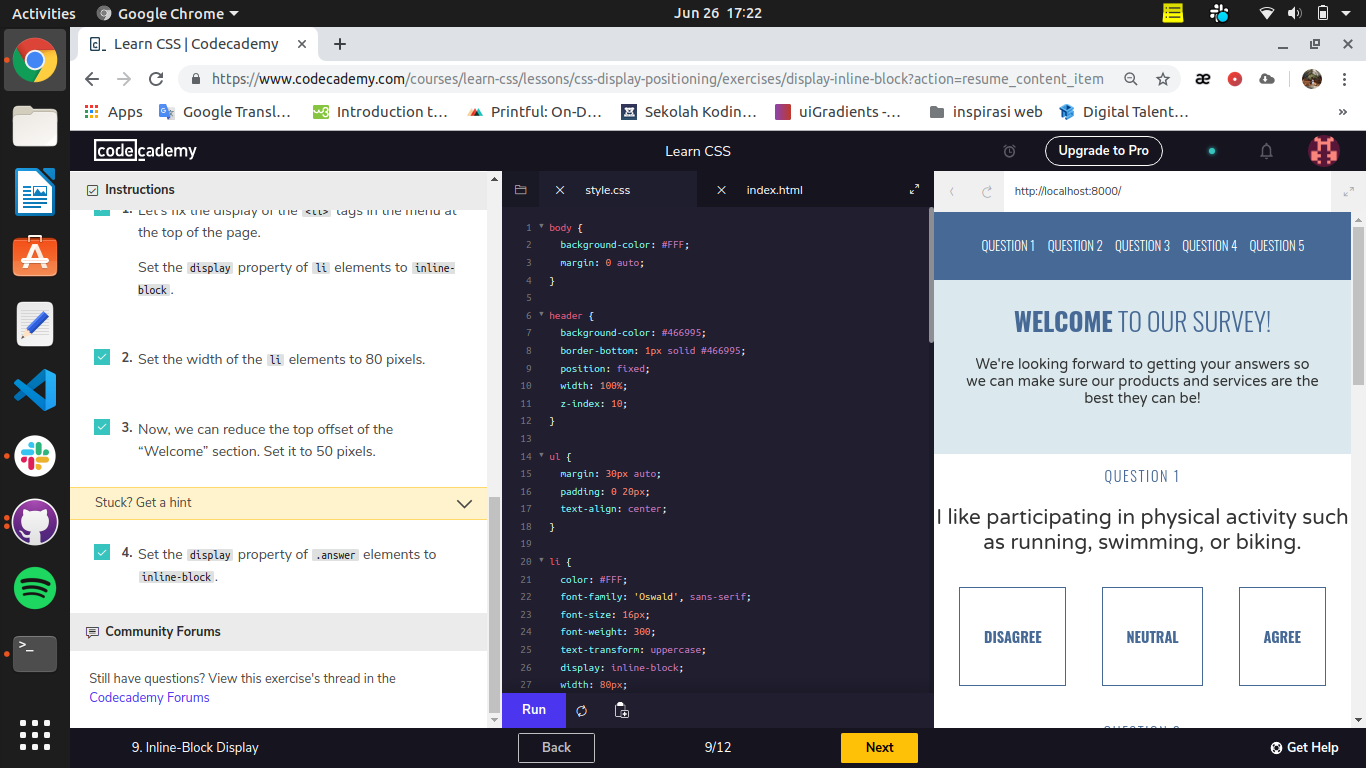 Activities
Google Chrome
Jun 26 17:22
Learn CSS | Codecademy
https://www.codecademy.com/courses/learn-css/lessons/css-display-positioning/exercises/display-inline-block?action=resume_content_item
Apps
Google Transl…
Introduction t…
Printful: On-D…
Sekolah Kodin…
uiGradients -…
inspirasi web
Digital Talent…
»
codecademy
Learn CSS
Upgrade to Pro
Instructions
1. Let's fix the display of the <li> tags in the menu at
the top of the page.
Set the display property of li elements to inline-
block.
2. Set the width of the li elements to 80 pixels.
3. Now, we can reduce the top offset of the
“Welcome” section. Set it to 50 pixels.
Stuck? Get a hint
4. Set the display property of .answer elements to
inline-block.
Community Forums
Still have questions? View this exercise's thread in the
Codecademy Forums
style.css
index.html
1 body {
2 background-color: #FFF;
3 margin: 0 auto;
4 }
5
6 header {
7 background-color: #466995;
8 border-bottom: 1px solid #466995;
9 position: fixed;
10 width: 100%;
11 z-index: 10;
12 }
13
14 ul {
15 margin: 30px auto;
16 padding: 0 20px;
17 text-align: center;
18 }
19
20 li {
21 color: #FFF;
22 font-family: 'Oswald', sans-serif;
23 font-size: 16px;
24 font-weight: 300;
25 text-transform: uppercase;
26 display: inline-block;
27 width: 80px;
Run
http://localhost:8000/
QUESTION 1 QUESTION 2 QUESTION 3 QUESTION 4 QUESTION 5
WELCOME TO OUR SURVEY!
We're looking forward to getting your answers so
we can make sure our products and services are the
best they can be!
QUESTION 1
I like participating in physical activity such
as running, swimming, or biking.
DISAGREE
NEUTRAL
AGREE
9. Inline-Block Display
Back
9/12
Next
Get Help